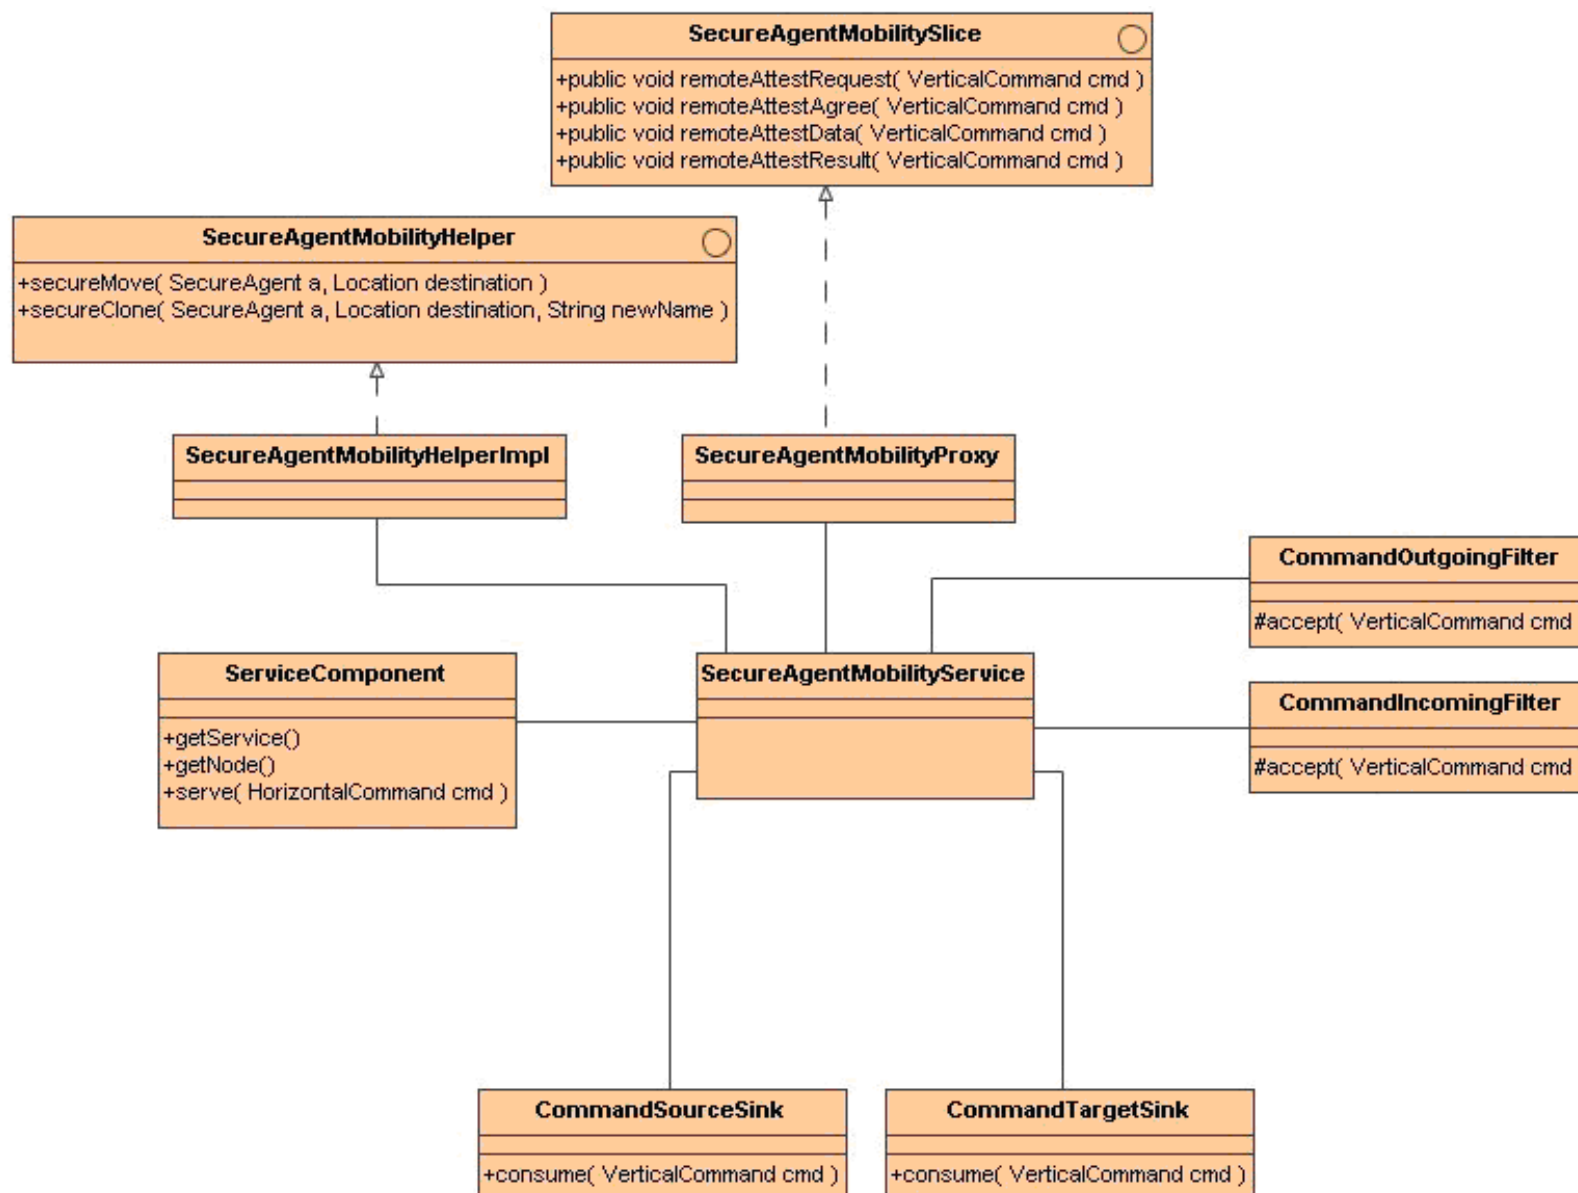 SecureAgentMobilitySlice
+public void remoteAttestRequest( VerticalCommand cmd )
+public void remoteAttestAgree( VerticalCommand cmd )
+public void remoteAttestData( VerticalCommand cmd )
+public void remoteAttestResult( VerticalCommand cmd )
SecureAgentMobilityHelper
+secureMove( SecureAgent a, Location destination )
+secureClone( SecureAgent a, Location destination, String newName )
SecureAgentMobilityHelperImpl
SecureAgentMobilityProxy
CommandOutgoingFilter
#accept( VerticalCommand cmd
ServiceComponent
+getService()
+getNode()
+serve( HorizontalCommand cmd )
SecureAgentMobilityService
CommandIncomingFilter
#accept( VerticalCommand cmd
CommandSourceSink
+consume( VerticalCommand cmd )
CommandTargetSink
+consume( VerticalCommand cmd )